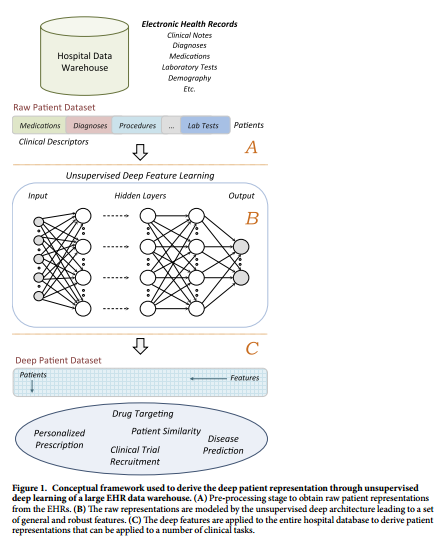 Electronic Health Records
Clinical Notes
Diagnoses
Medications
Laboratory Tests
Demography
Etc.
Hospital Data
Warehouse
Raw Patient Dataset
Medications Diagnoses Procedures ... Lab Tests Patients
Clinical Descriptors
A
Unsupervised Deep Feature Learning
Input Hidden Layers Output
B
C
Deep Patient Dataset
Patients
Features
Drug Targeting
Personalized
Prescription
Patient Similarity
Clinical Trial
Recruitment
Disease
Prediction
Figure 1. Conceptual framework used to derive the deep patient representation through unsupervised
deep learning of a large EHR data warehouse. (A) Pre-processing stage to obtain raw patient representations
from the EHRs. (B) The raw representations are modeled by the unsupervised deep architecture leading to a set
of general and robust features. (C) The deep features are applied to the entire hospital database to derive patient
representations that can be applied to a number of clinical tasks.